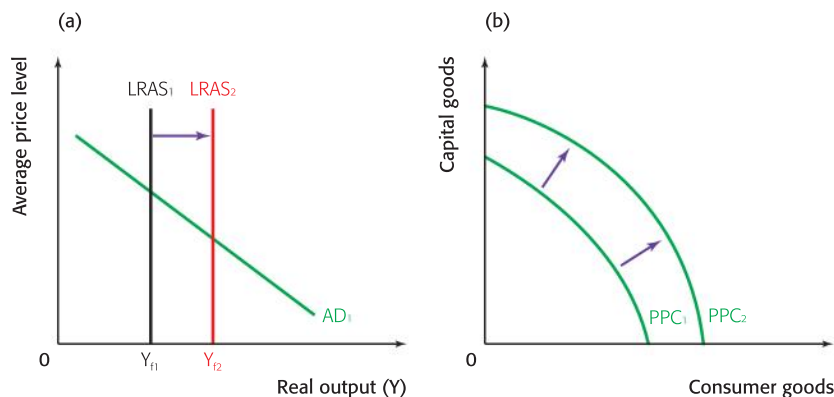 (a)
Average price level
LRAS₁
LRAS₂
AD₁
0
Yf1
Yf2
Real output (Y)
(b)
Capital goods
PPC₁
PPC₂
0
Consumer goods